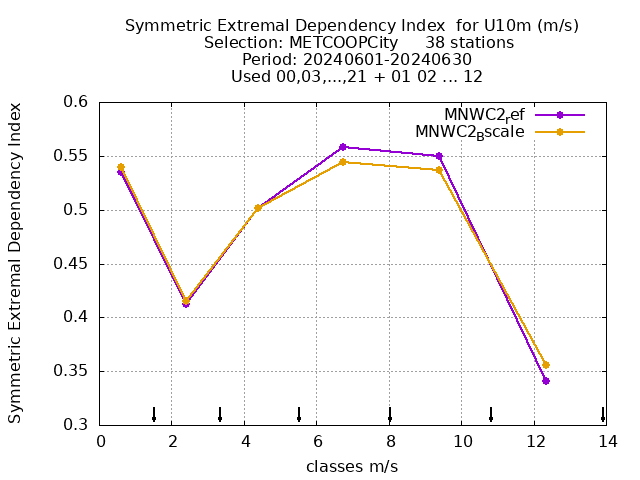 Symmetric Extremal Dependency Index  for U10m (m/s)
Selection: METCOOPCity     38 stations
Period: 20240601-20240630
Used 00,03,...,21 + 01 02 ... 12
Symmetric Extremal Dependency Index
0.6
0.55
0.5
0.45
0.4
0.35
0.3
MNWC2ref
MNWC2Bscale
0 2 4 6 8 10 12 14
classes m/s